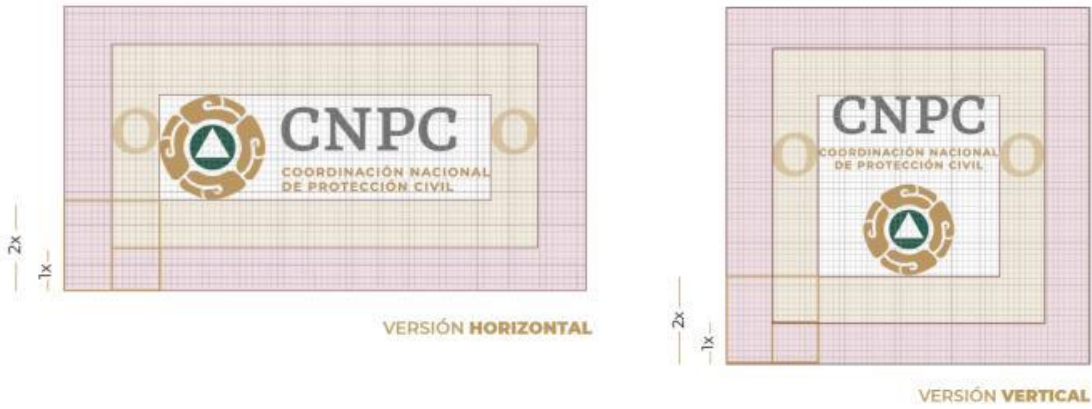 O
CNPC
COORDINACIÓN NACIONAL
DE PROTECCIÓN CIVIL
O
2x
1x
VERSIÓN HORIZONTAL
CNPC
O
COORDINACIÓN NACIONAL
DE PROTECCIÓN CIVIL
O
2x
1x
VERSIÓN VERTICAL